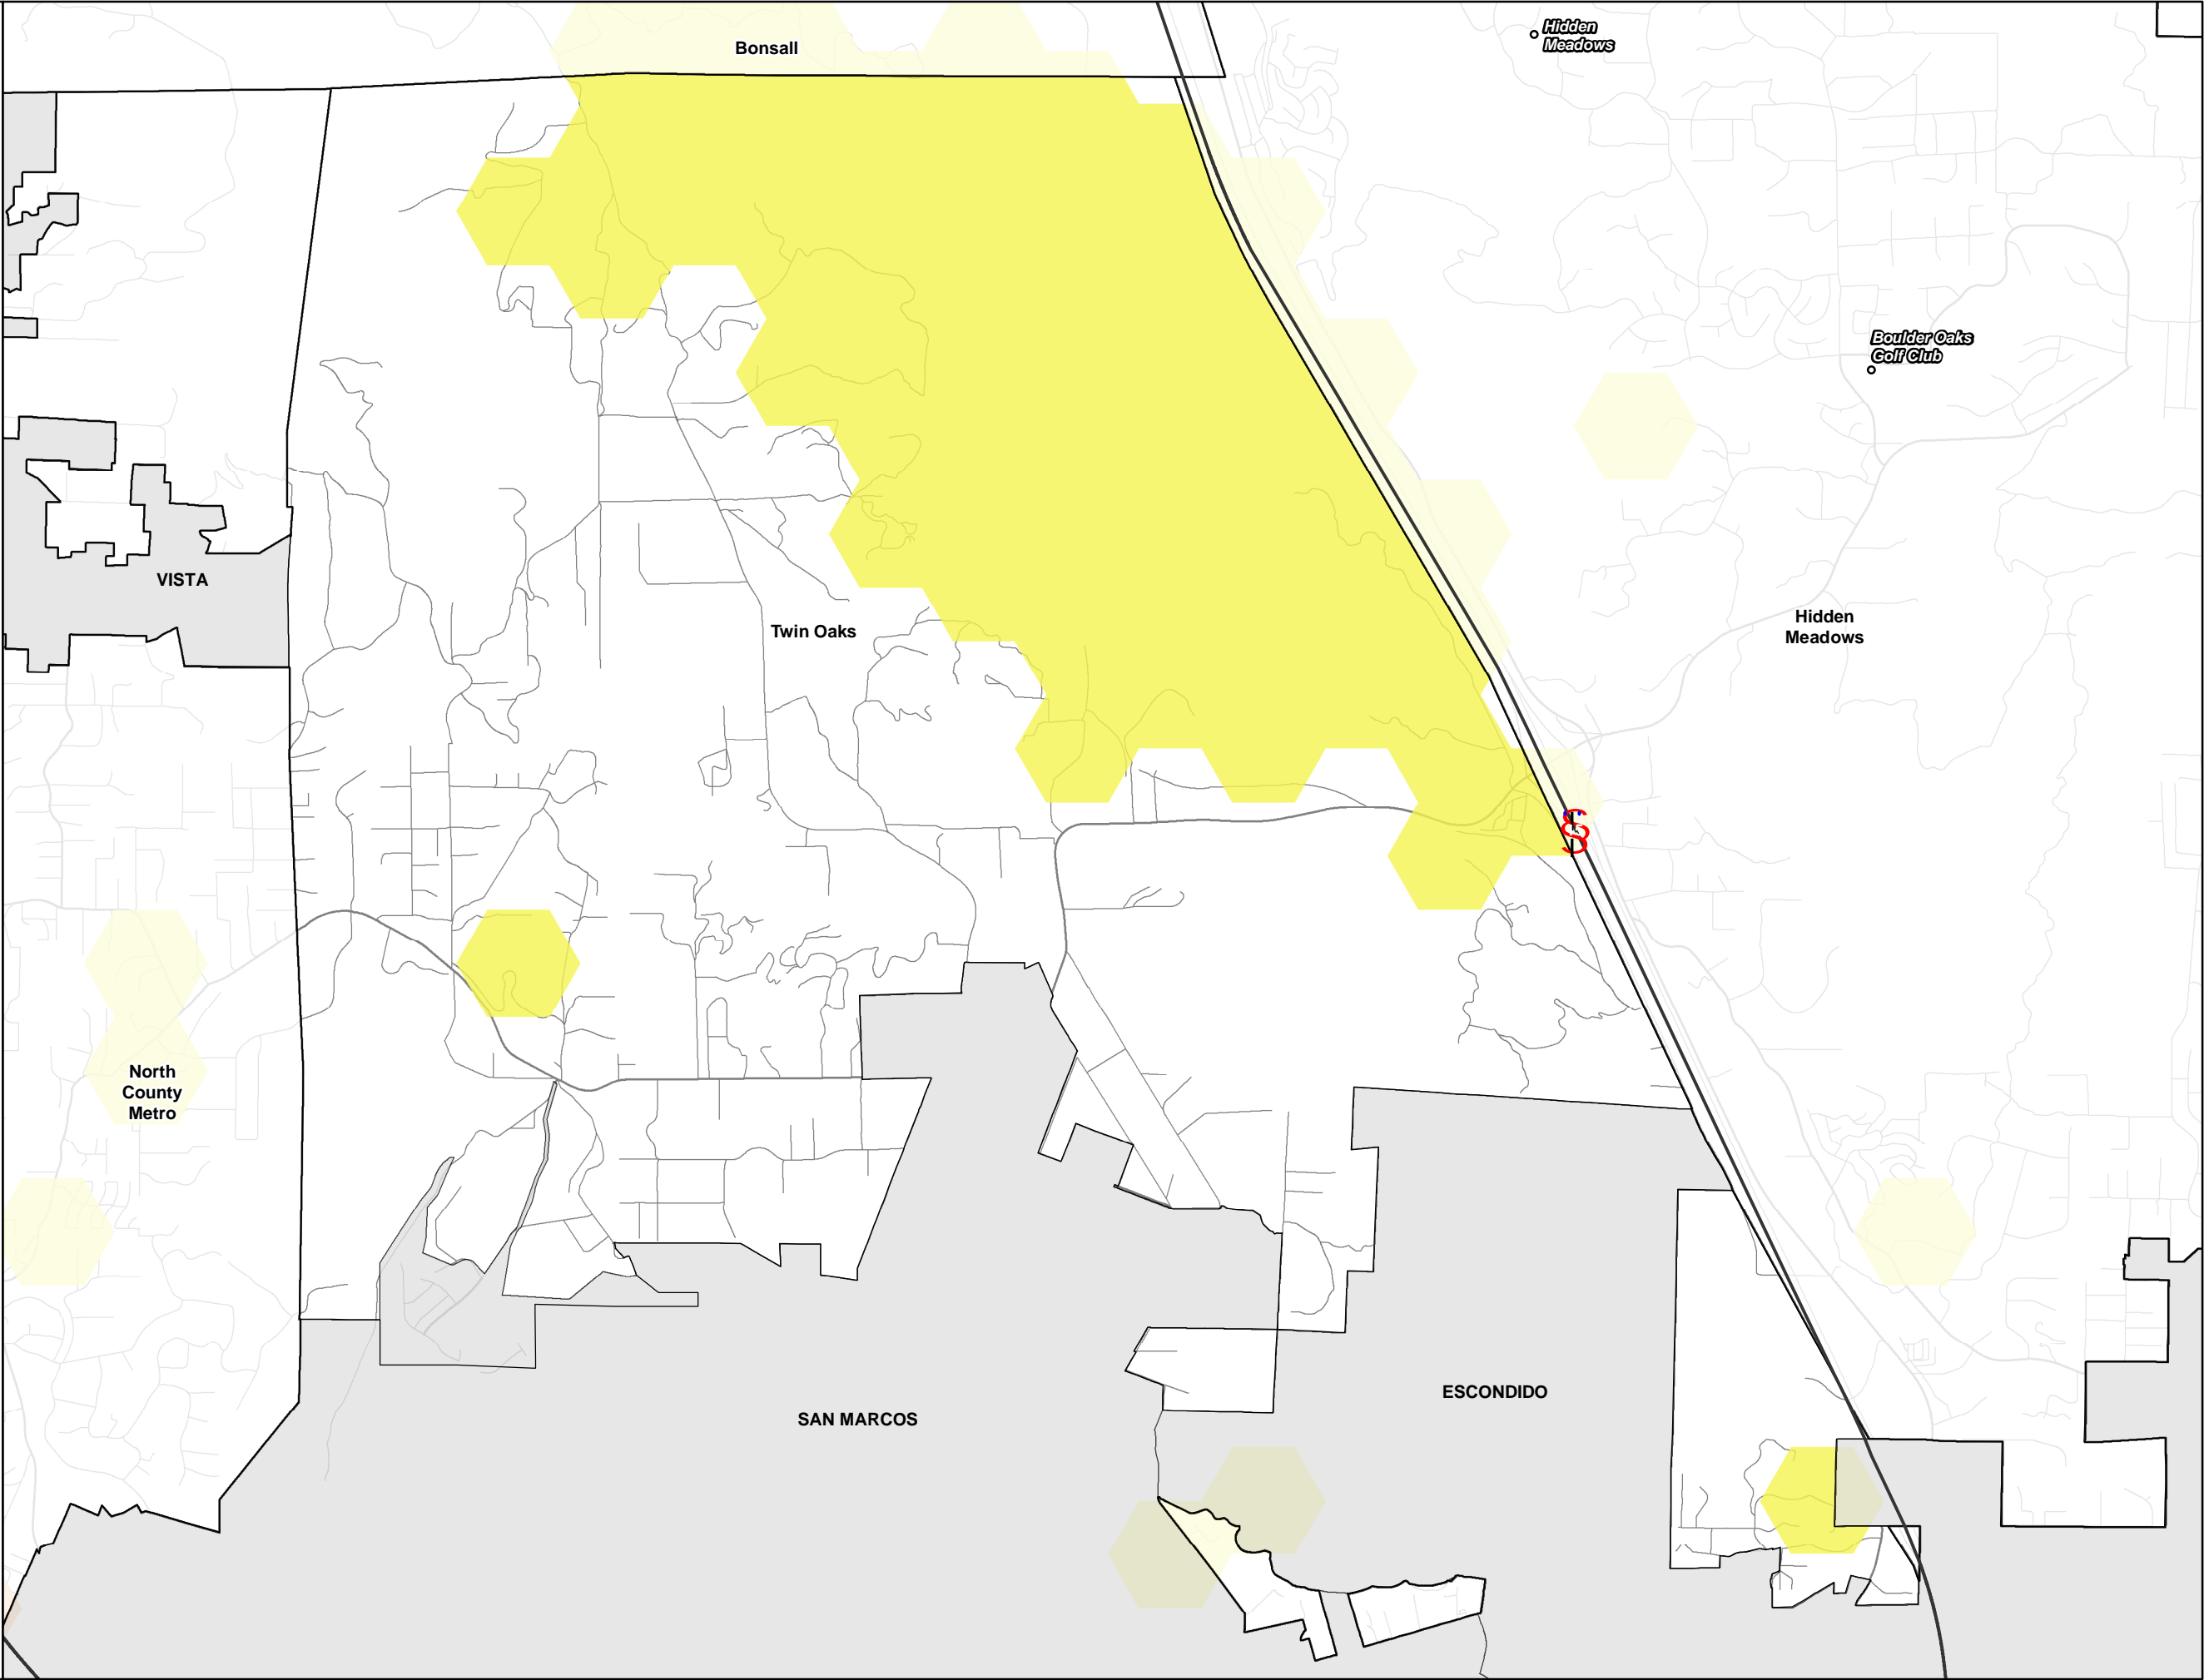 Bonsall
Hidden
Meadows
Boulder Oaks
Golf Club
VISTA
Twin Oaks
Hidden
Meadows
North
County
Metro
ESCONDIDO
SAN MARCOS